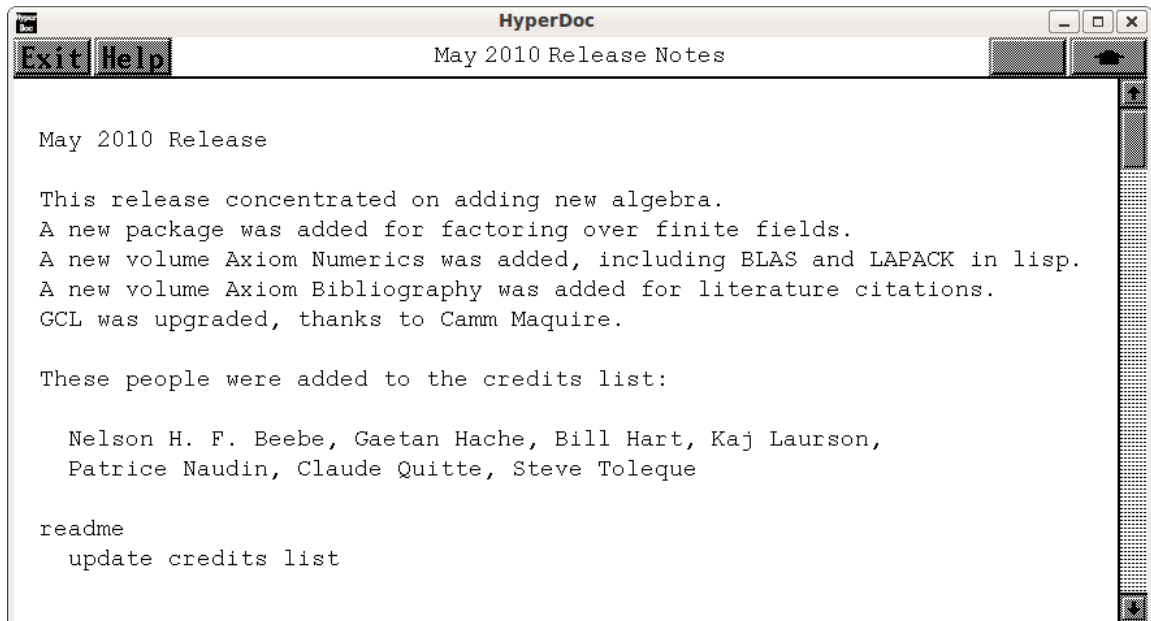 Hyper Doc
HyperDoc
Exit Help May 2010 Release Notes
May 2010 Release
This release concentrated on adding new algebra.
A new package was added for factoring over finite fields.
A new volume Axiom Numerics was added, including BLAS and LAPACK in lisp.
A new volume Axiom Bibliography was added for literature citations.
GCL was upgraded, thanks to Camm Maquire.
These people were added to the credits list:
Nelson H. F. Beebe, Gaetan Hache, Bill Hart, Kaj Laurson,
Patrice Naudin, Claude Quitte, Steve Toleque
readme
update credits list